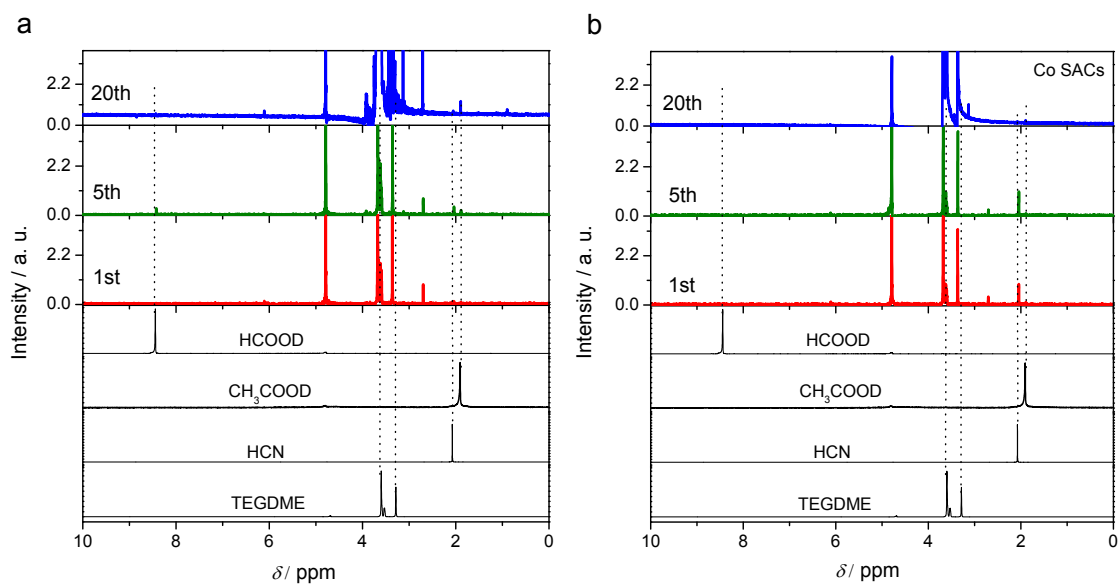 a
20th
2.2
0.0
5th
2.2
0.0
1st
2.2
0.0
HCOOD
CH₃COOD
HCN
TEGDME
Intensity / a. u.
10 8 6 4 2 0
δ/ ppm
b
Co SACs
20th
2.2
0.0
5th
2.2
0.0
1st
2.2
0.0
HCOOD
CH₃COOD
HCN
TEGDME
Intensity / a. u.
10 8 6 4 2 0
δ/ ppm